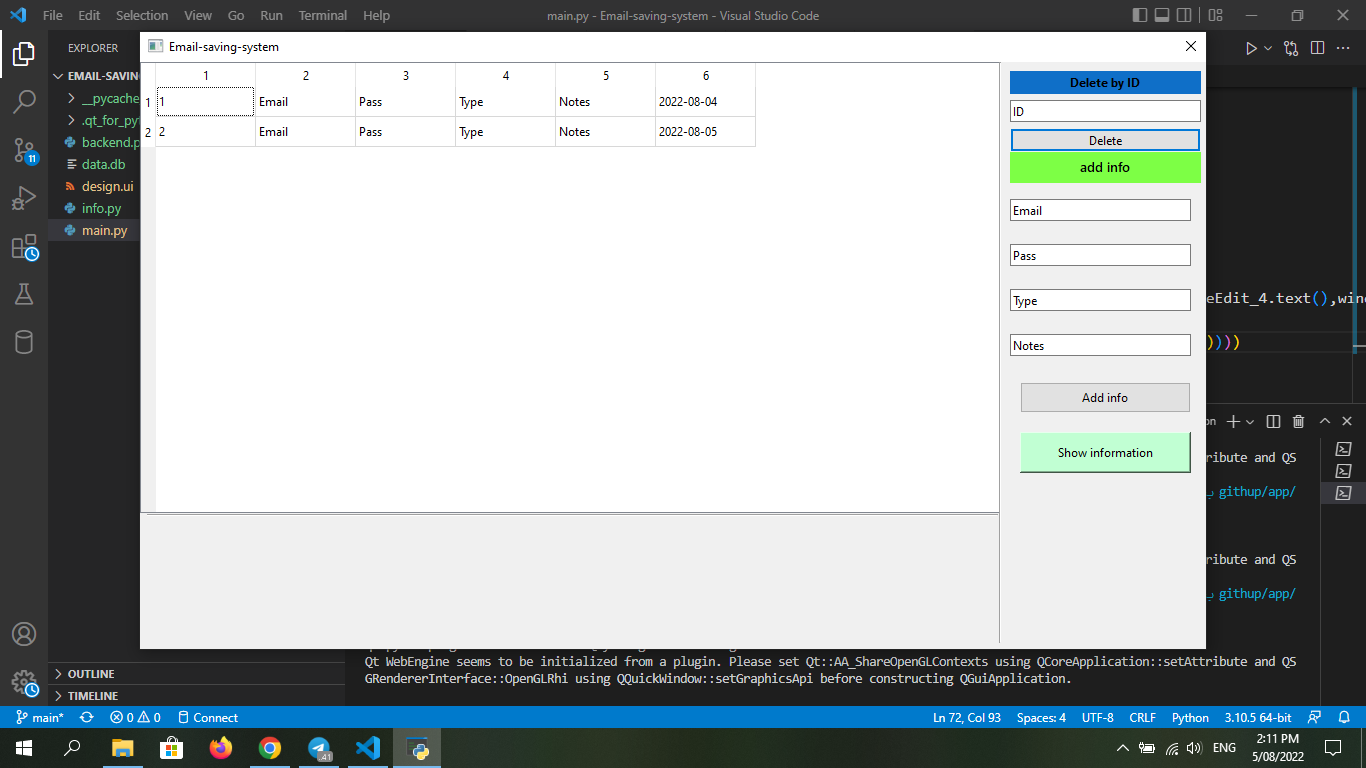 File Edit Selection View Go Run Terminal Help
main.py - Email-saving-system - Visual Studio Code
EXPLORER
EMAIL-SAVING
__pycache
.qt_for_py
backend.p
data.db
design.ui
info.py
main.py
OUTLINE
TIMELINE
11
Email-saving-system
1 2 3 4 5 6
1 1 Email Pass Type Notes 2022-08-04
2 2 Email Pass Type Notes 2022-08-05
Delete by ID
ID
Delete
add info
Email
Pass
Type
Notes
Add info
Show information
eEdit_4.text(),wind
))))
on
ribute and QS
githup/app/
ribute and QS
githup/app/
Qt WebEngine seems to be initialized from a plugin. Please set Qt::AA_ShareOpenGLContexts using QCoreApplication::setAttribute and QS
GRendererInterface::OpenGLRhi using QQuickWindow::setGraphicsApi before constructing QGuiApplication.
main* 0 0 Connect
Ln 72, Col 93 Spaces: 4 UTF-8 CRLF Python 3.10.5 64-bit
41
ENG
2:11 PM
5/08/2022